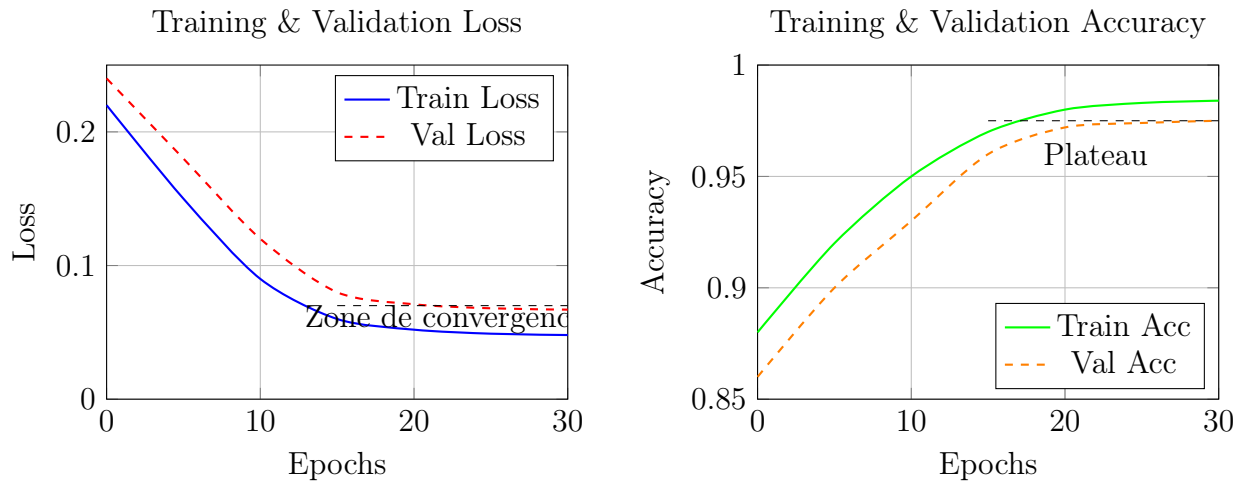 Training & Validation Loss
0.2
0.1
0
Loss
Train Loss
Val Loss
Zone de convergenc
0
10
20
30
Epochs
Training & Validation Accuracy
1
0.95
0.9
0.85
Accuracy
Plateau
Train Acc
Val Acc
0
10
20
30
Epochs